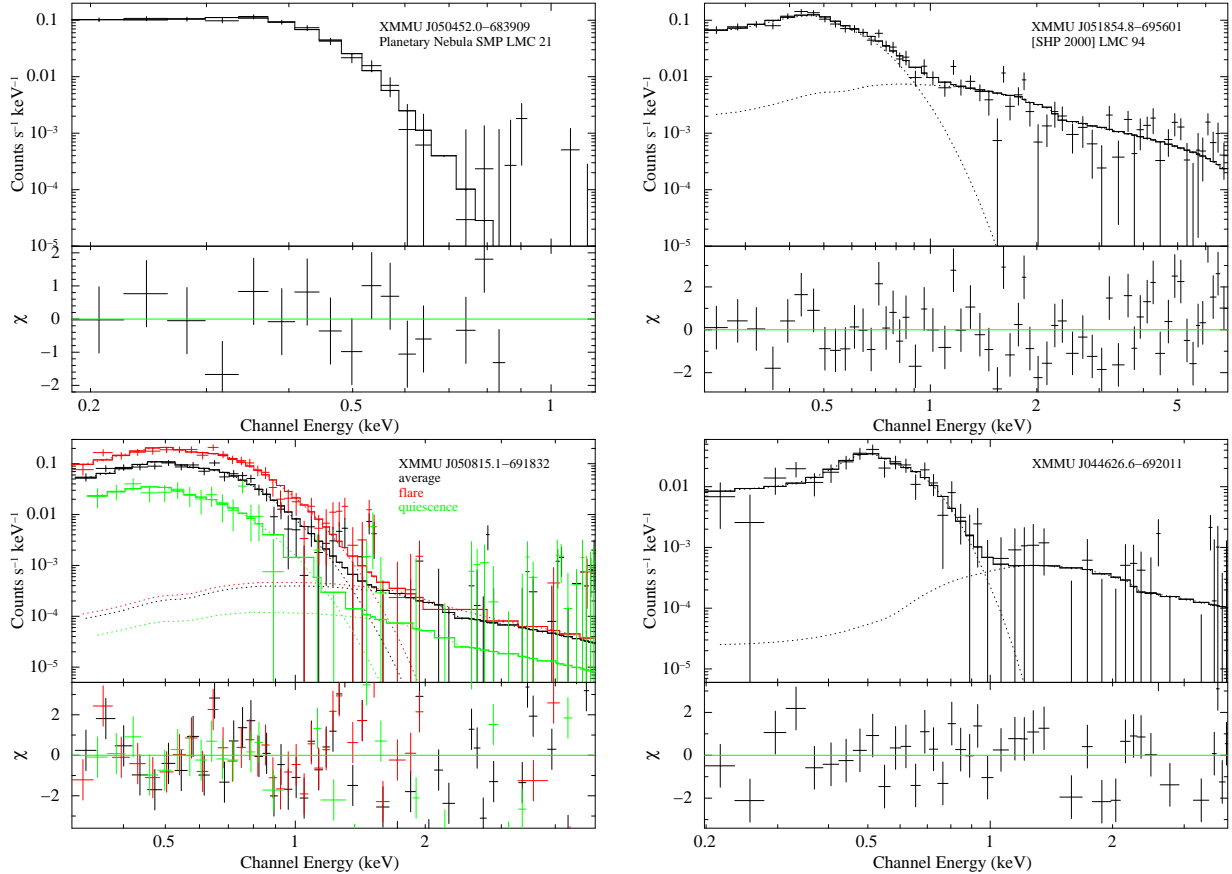 XMMU J050452.0−683909
Planetary Nebula SMP LMC 21
Counts s−1 keV−1
0.1
0.01
10−3
10−4
10−5
χ
2
1
0
−1
−2
0.2
0.5
1
Channel Energy (keV)
XMMU J051854.8−695601
[SHP 2000] LMC 94
Counts s−1 keV−1
0.1
0.01
10−3
10−4
10−5
χ
2
0
−2
0.5
1
2
5
Channel Energy (keV)
XMMU J050815.1−691832
average
flare
quiescence
Counts s−1 keV−1
0.1
0.01
10−3
10−4
10−5
χ
2
0
−2
0.5
1
2
Channel Energy (keV)
XMMU J044626.6−692011
Counts s−1 keV−1
0.01
10−3
10−4
10−5
χ
2
0
−2
0.2
0.5
1
2
Channel Energy (keV)